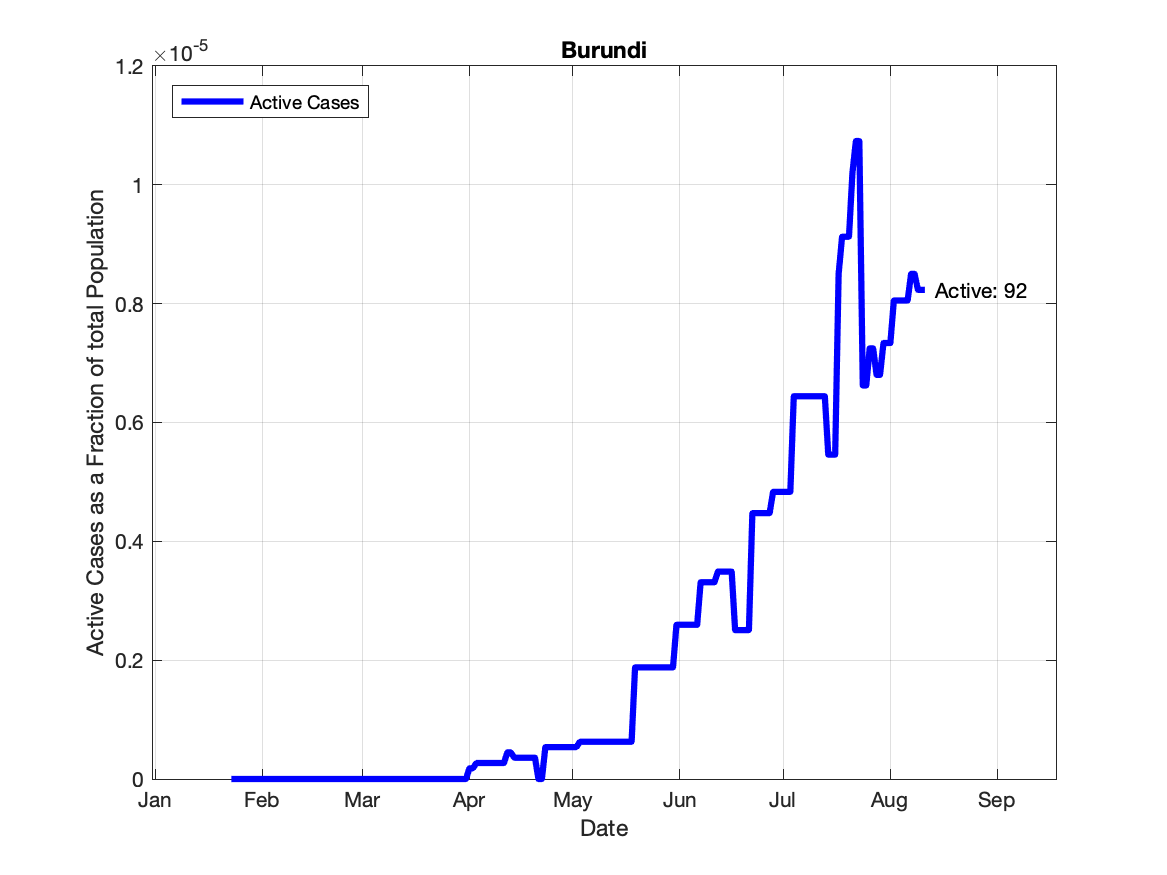 Burundi
×10-5
1.2
1
0.8
0.6
0.4
0.2
0
Active Cases
Active: 92
Active Cases as a Fraction of total Population
Jan Feb Mar Apr May Jun Jul Aug Sep
Date